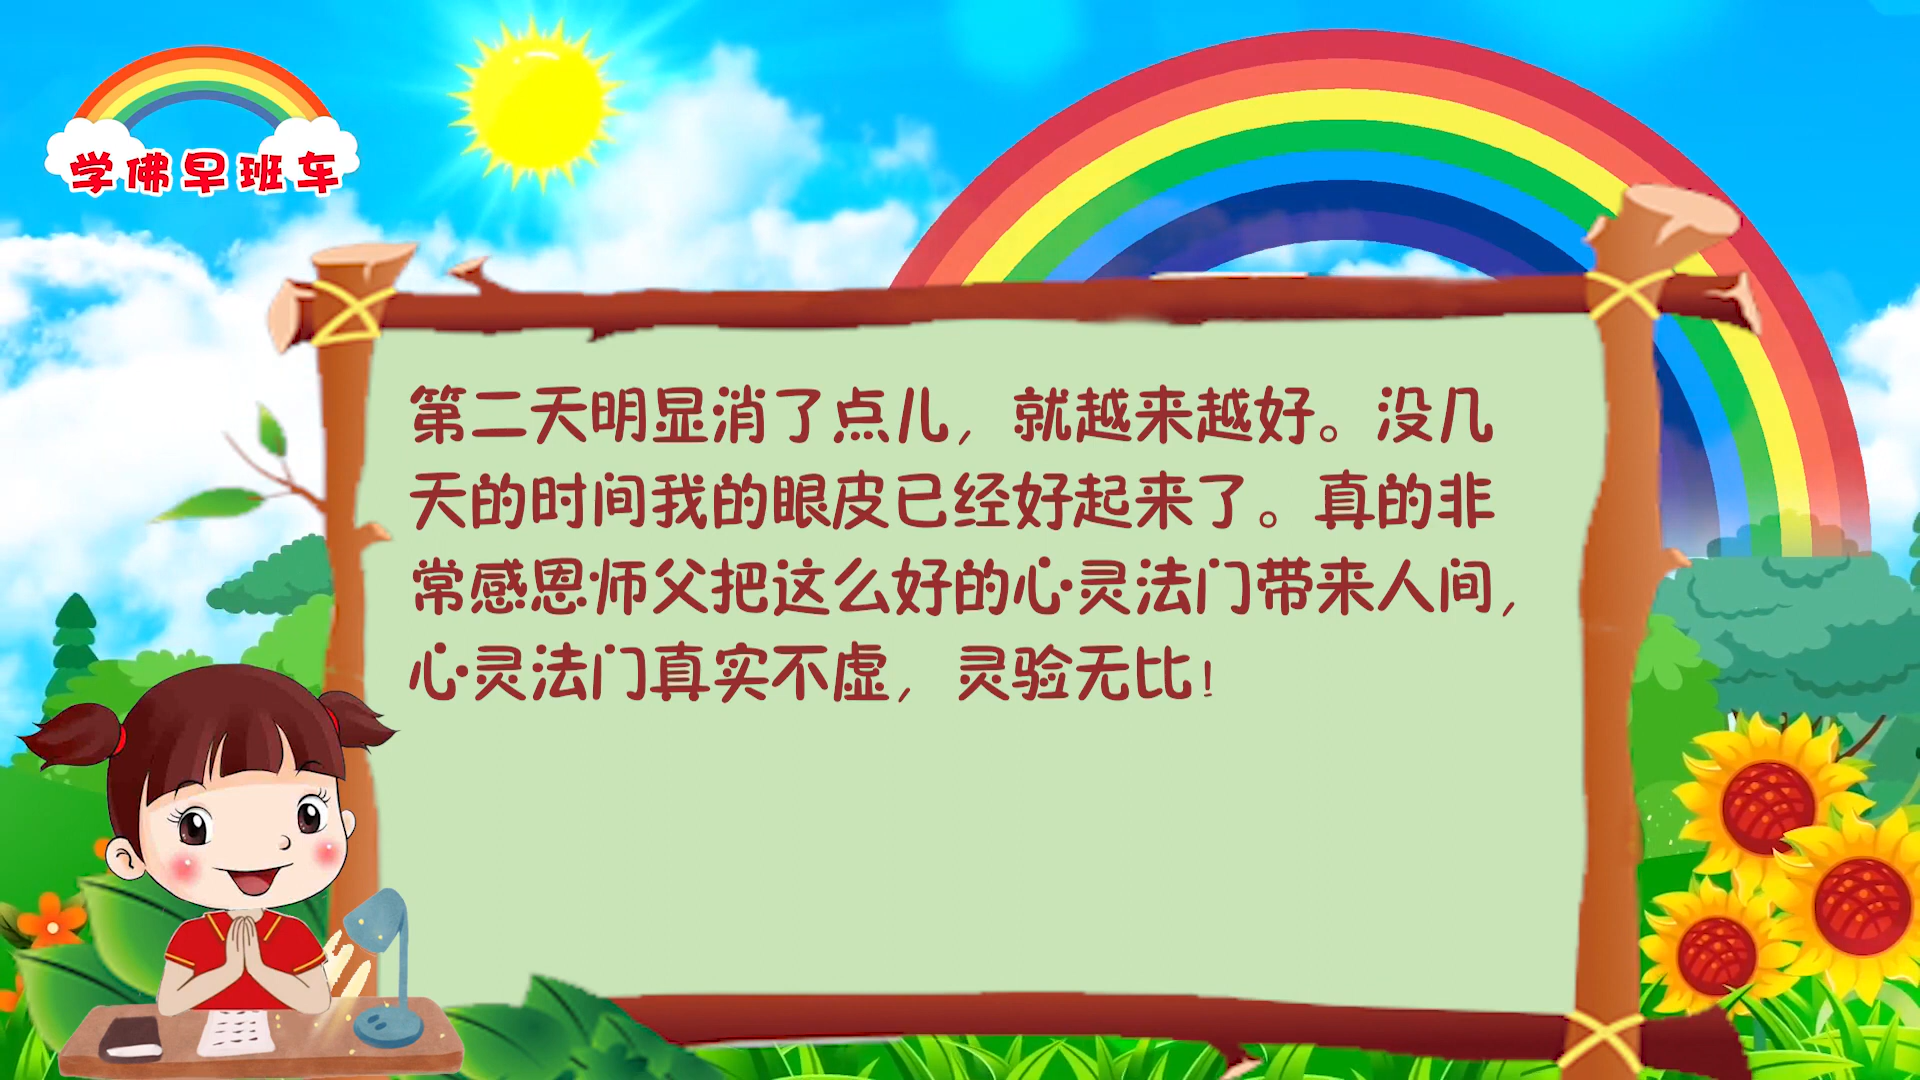 学佛早班车
第二天明显消了点儿，就越来越好。没几
天的时间我的眼皮已经好起来了。真的非
常感恩师父把这么好的心灵法门带来人间，
心灵法门真实不虚，灵验无比！